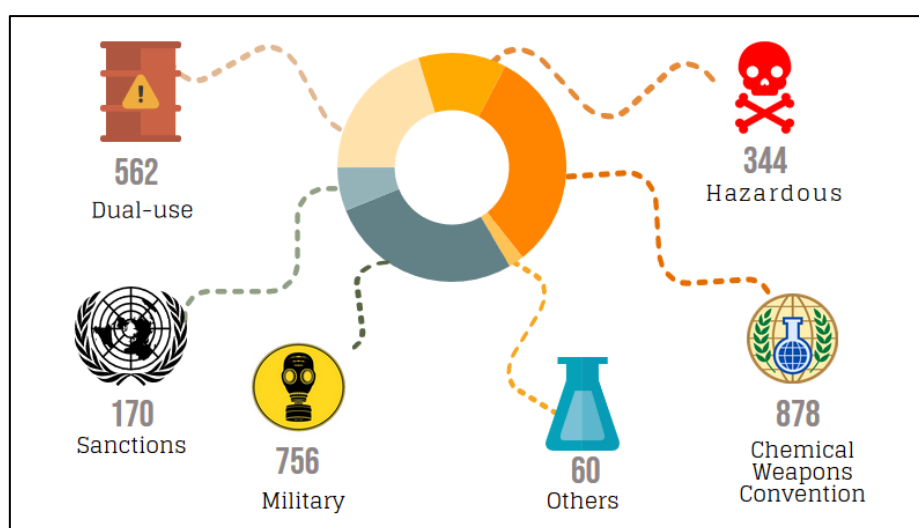 562
Dual-use
344
Hazardous
170
Sanctions
756
Military
60
Others
878
Chemical
Weapons
Convention